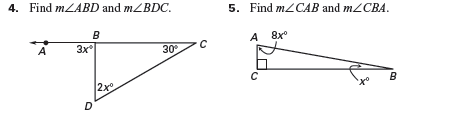 4. Find m∠ABD and m∠BDC.
B
A
3x°
30°
C
2x°
D
5. Find m∠CAB and m∠CBA.
A
8x°
C
x°
B